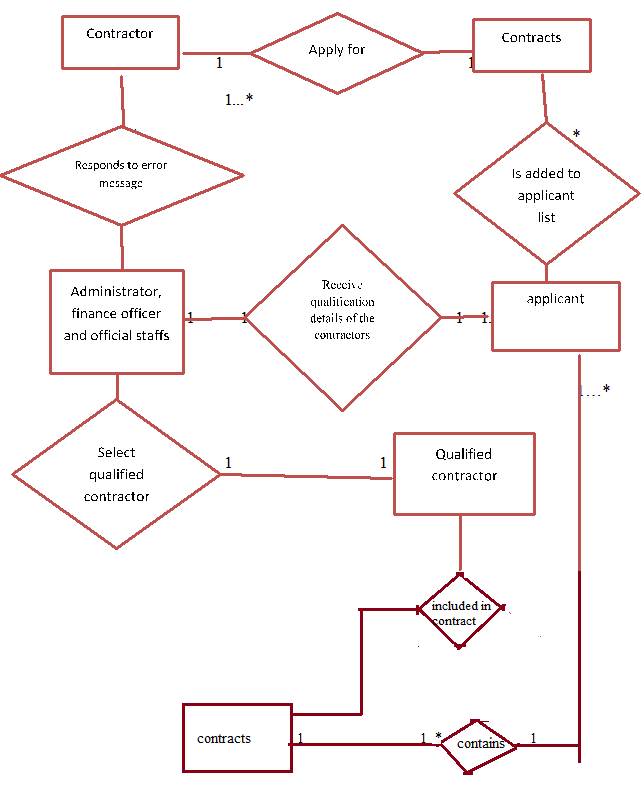 Contractor
Apply for
Contracts
1
1
1...*
*
Responds to error
message
Is added to
applicant
list
Administrator,
finance officer
and official staffs
Receive
qualification
details of the
contractors
applicant
1
1
1
1.
1...*
Select
qualified
contractor
1
1
Qualified
contractor
included in
contract
contracts
1
1..*
contains
1